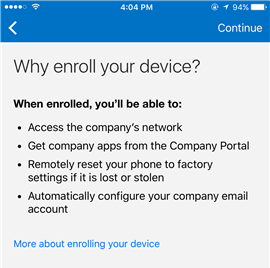 4:04 PM
94%
Continue
Why enroll your device?
When enrolled, you'll be able to:
• Access the company's network
• Get company apps from the Company Portal
• Remotely reset your phone to factory
settings if it is lost or stolen
• Automatically configure your company email
account
More about enrolling your device